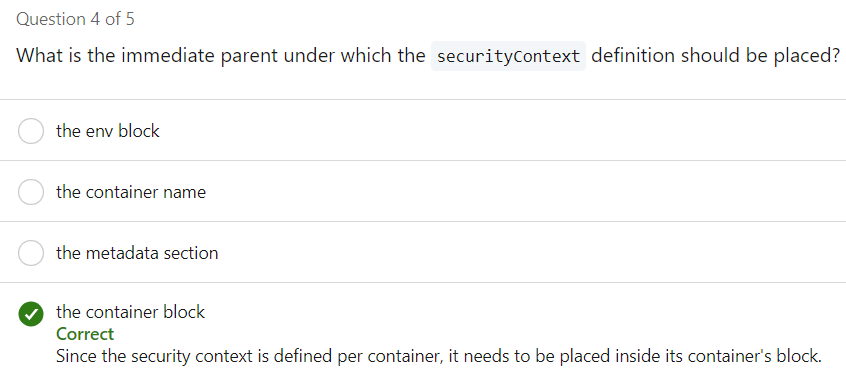 Question 4 of 5
What is the immediate parent under which the securityContext definition should be placed?
the env block
the container name
the metadata section
the container block
Correct
Since the security context is defined per container, it needs to be placed inside its container's block.